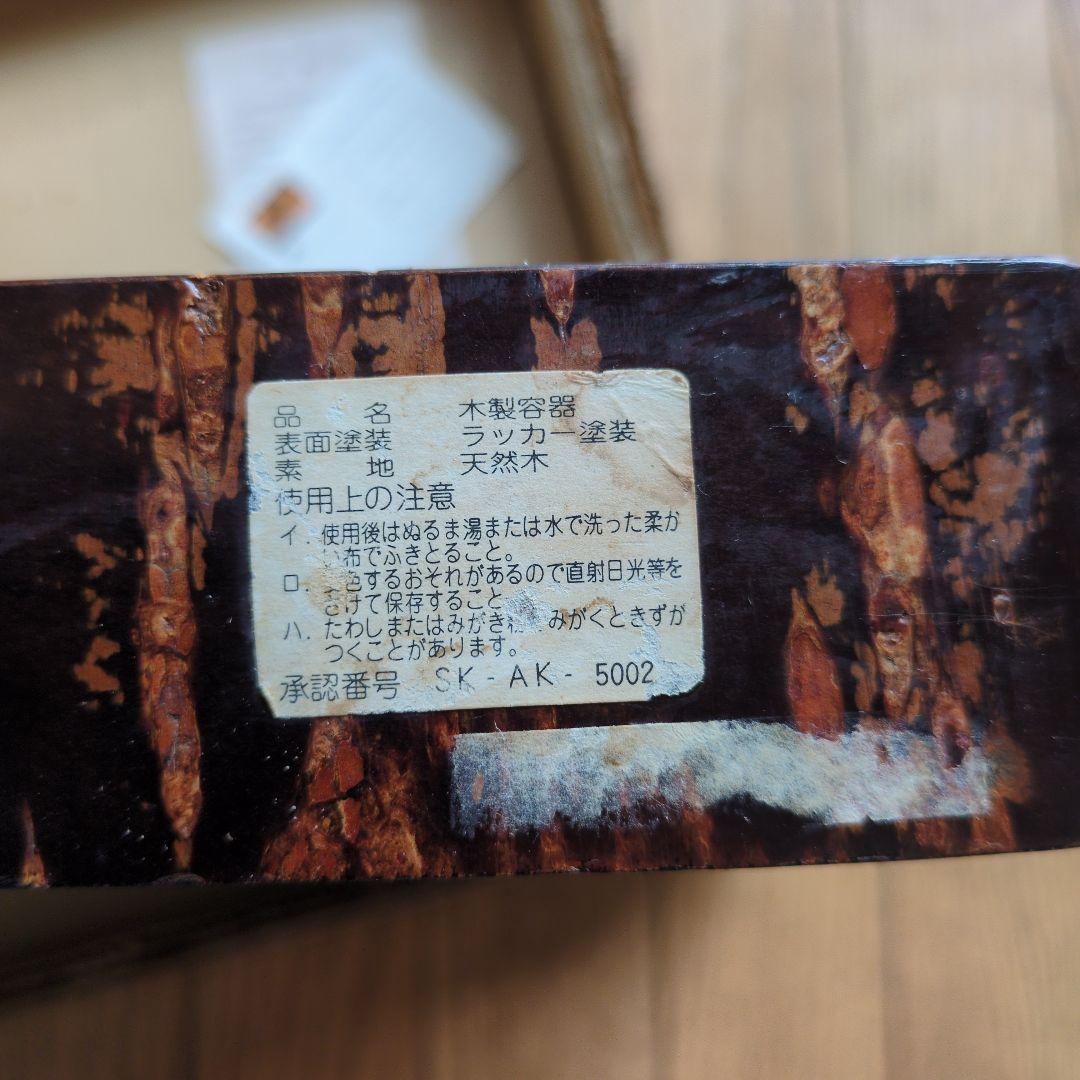 品 名 木製容器
表面塗装 ラッカー塗装
素 地 天然木
使用上の注意
イ. 使用後はぬるま湯または水で洗った柔か
い布でふきとること。
ロ. 色するおそれがあるので直射日光等を
さけて保存すること
ハ. たわしまたはみがき みがくときずが
つくことがあります。
承認番号 SK-AK-5002